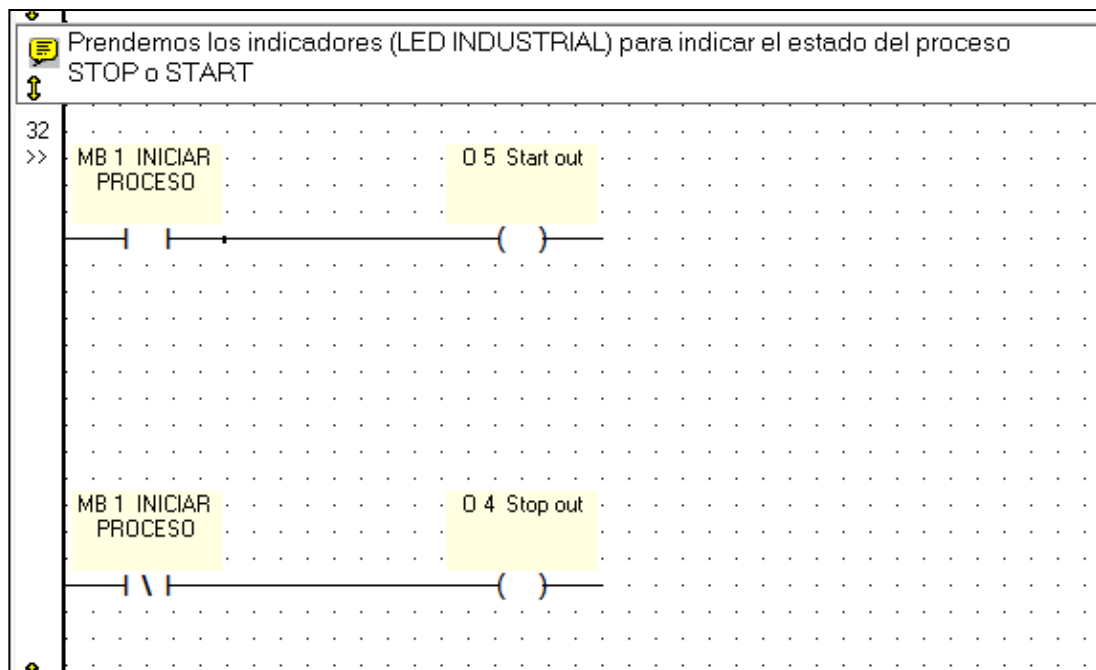 Prendemos los indicadores (LED INDUSTRIAL) para indicar el estado del proceso
STOP o START
32
>>
MB 1 INICIAR
PROCESO
O 5 Start out
MB 1 INICIAR
PROCESO
O 4 Stop out